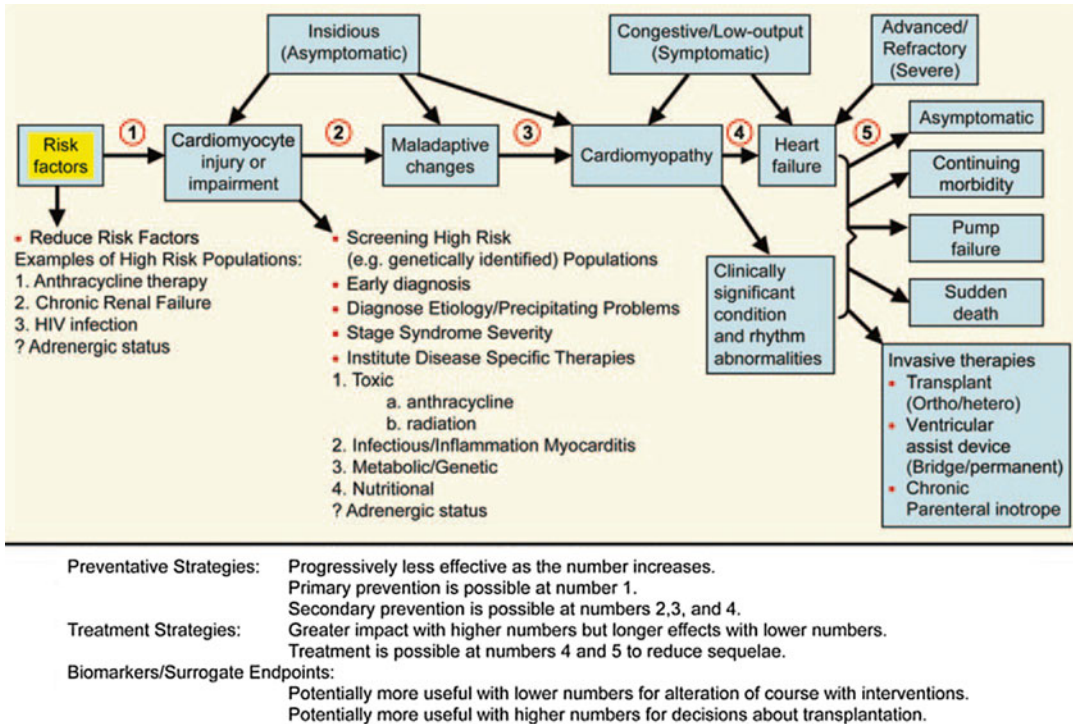 Insidious
(Asymptomatic)
Congestive/Low-output
(Symptomatic)
Advanced/
Refractory
(Severe)
Risk
factors
1
Cardiomyocyte
injury or
impairment
2
Maladaptive
changes
3
Cardiomyopathy
4
Heart
failure
5
Asymptomatic
Continuing
morbidity
Pump
failure
Sudden
death
• Reduce Risk Factors
Examples of High Risk Populations:
1. Anthracycline therapy
2. Chronic Renal Failure
3. HIV infection
? Adrenergic status
• Screening High Risk
(e.g. genetically identified) Populations
• Early diagnosis
• Diagnose Etiology/Precipitating Problems
• Stage Syndrome Severity
• Institute Disease Specific Therapies
1. Toxic
a. anthracycline
b. radiation
2. Infectious/Inflammation Myocarditis
3. Metabolic/Genetic
4. Nutritional
? Adrenergic status
Clinically
significant
condition
and rhythm
abnormalities
Invasive therapies
• Transplant
(Ortho/hetero)
• Ventricular
assist device
(Bridge/permanent)
• Chronic
Parenteral inotrope
Preventative Strategies: Progressively less effective as the number increases.
Primary prevention is possible at number 1.
Secondary prevention is possible at numbers 2,3, and 4.
Treatment Strategies: Greater impact with higher numbers but longer effects with lower numbers.
Treatment is possible at numbers 4 and 5 to reduce sequelae.
Biomarkers/Surrogate Endpoints:
Potentially more useful with lower numbers for alteration of course with interventions.
Potentially more useful with higher numbers for decisions about transplantation.